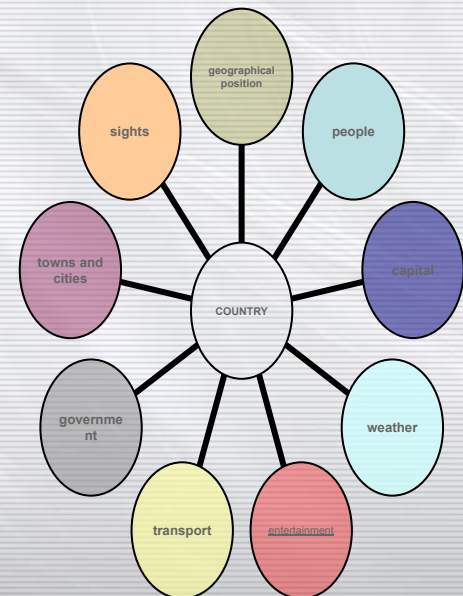 geographical
position
sights
people
towns and
cities
capital
COUNTRY
governme
nt
weather
transport
entertainment